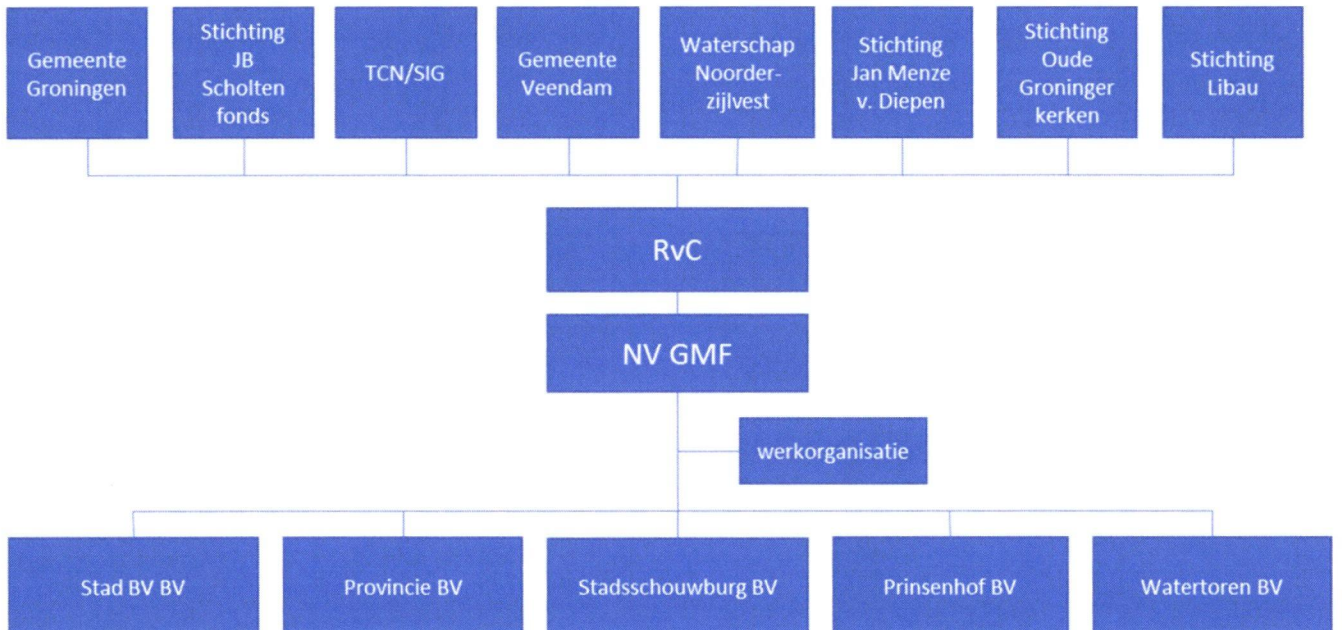 Gemeente
Groningen
Stichting
JB
Scholten
fonds
TCN/SIG
Gemeente
Veendam
Waterschap
Noorder-
zijlvest
Stichting
Jan Menze
v. Diepen
Stichting
Oude
Groninger
kerken
Stichting
Libau
RvC
NV GMF
werkorganisatie
Stad BV BV
Provincie BV
Stadsschouwburg BV
Prinsenhof BV
Watertoren BV